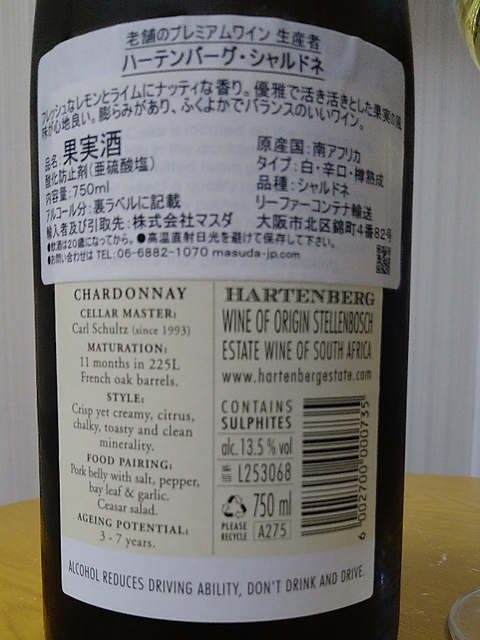 老舗のプレミアムワイン 生産者
ハーテンバーグ・シャルドネ
フレッシュなレモンとライムにナッティな香り。優雅で活き活きとした果実の風
味が心地良い。膨らみがあり、ふくよかでバランスのいいワイン。
品名:果実酒
酸化防止剤(亜硫酸塩)
内容量:750ml
アルコール分:裏ラベルに記載
原産国:南アフリカ
タイプ:白・辛口・樽熟成
品種:シャルドネ
リーファーコンテナ輸送
輸入者及び引取先:株式会社マスダ 大阪市北区錦町4番82号
●飲酒は20歳になってから。●高温直射日光を避けて保存して下さい。
●お問い合わせは TEL:06-6882-1070 masuda-jp.com
CHARDONNAY
CELLAR MASTER:
Carl Schultz (since 1993)
MATURATION:
11 months in 225L
French oak barrels.
STYLE:
Crisp yet creamy, citrus,
chalky, toasty and clean
minerality.
FOOD PAIRING:
Pork belly with salt, pepper,
bay leaf & garlic.
Ceasar salad.
AGEING POTENTIAL:
3 - 7 years.
HARTENBERG
WINE OF ORIGIN STELLENBOSCH
ESTATE WINE OF SOUTH AFRICA
www.hartenbergestate.com
CONTAINS
SULPHITES
alc. 13.5 % vol
L253068
750 ml
PLEASE
RECYCLE
A275
6 002700 000735
ALCOHOL REDUCES DRIVING ABILITY, DON'T DRINK AND DRIVE.